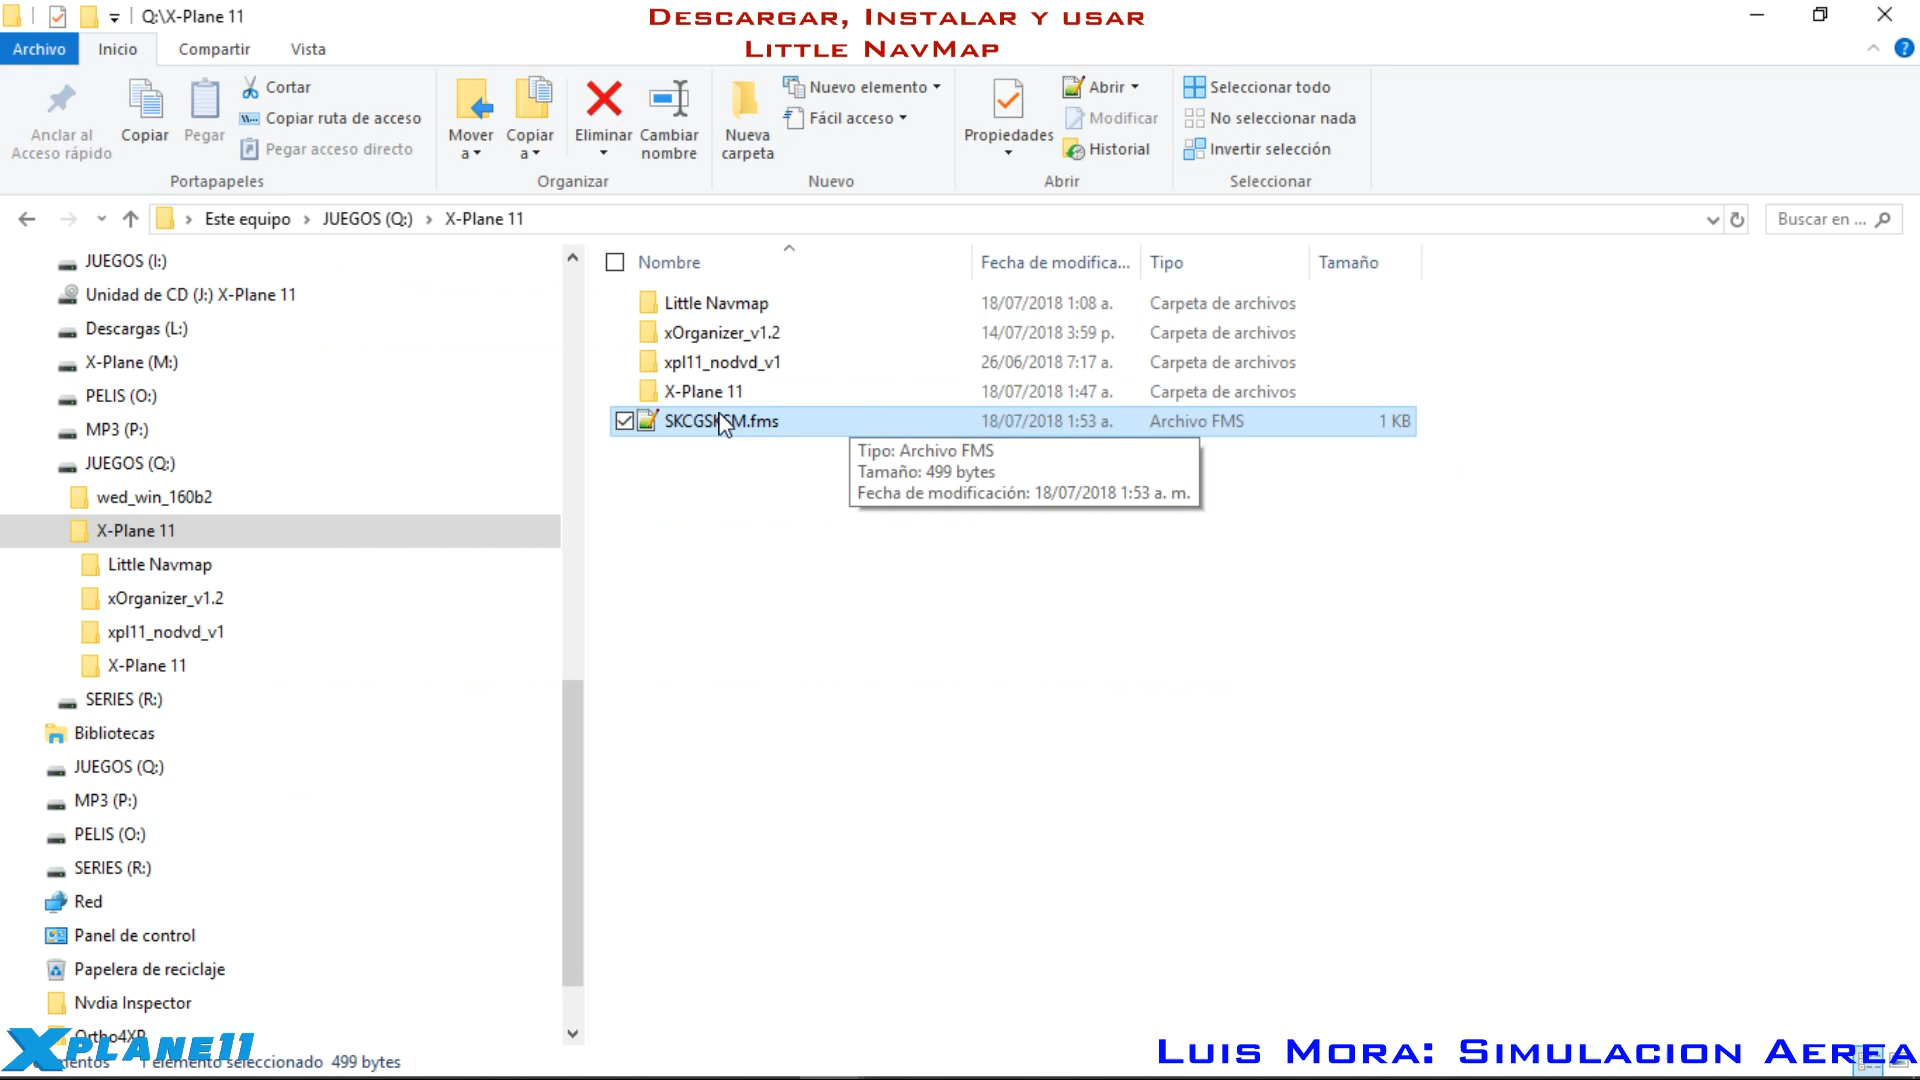 Q:\X-Plane 11
Descargar, Instalar y usar
Little NavMap
Archivo
Inicio
Compartir
Vista
Anclar al
Acceso rápido
Copiar
Pegar
Cortar
Copiar ruta de acceso
Pegar acceso directo
Portapapeles
Mover
a
Copiar
a
Eliminar
Cambiar
nombre
Organizar
Nueva
carpeta
Nuevo elemento
Fácil acceso
Nuevo
Propiedades
Abrir
Modificar
Historial
Abrir
Seleccionar todo
No seleccionar nada
Invertir selección
Seleccionar
Este equipo > JUEGOS (Q:) > X-Plane 11
Buscar en ...
JUEGOS (I:)
Unidad de CD (J:) X-Plane 11
Descargas (L:)
X-Plane (M:)
PELIS (O:)
MP3 (P:)
JUEGOS (Q:)
wed_win_160b2
X-Plane 11
Little Navmap
xOrganizer_v1.2
xpl11_nodvd_v1
X-Plane 11
SERIES (R:)
Bibliotecas
JUEGOS (Q:)
MP3 (P:)
PELIS (O:)
SERIES (R:)
Red
Panel de control
Papelera de reciclaje
Nvdia Inspector
Ortho4XP
Nombre Fecha de modifica... Tipo Tamaño
Little Navmap 18/07/2018 1:08 a. Carpeta de archivos
xOrganizer_v1.2 14/07/2018 3:59 p. Carpeta de archivos
xpl11_nodvd_v1 26/06/2018 7:17 a. Carpeta de archivos
X-Plane 11 18/07/2018 1:47 a. Carpeta de archivos
SKCGSKSM.fms 18/07/2018 1:53 a. Archivo FMS 1 KB
Tipo: Archivo FMS
Tamaño: 499 bytes
Fecha de modificación: 18/07/2018 1:53 a. m.
XPLANE11
1 elemento seleccionado 499 bytes
Luis Mora: Simulacion Aerea